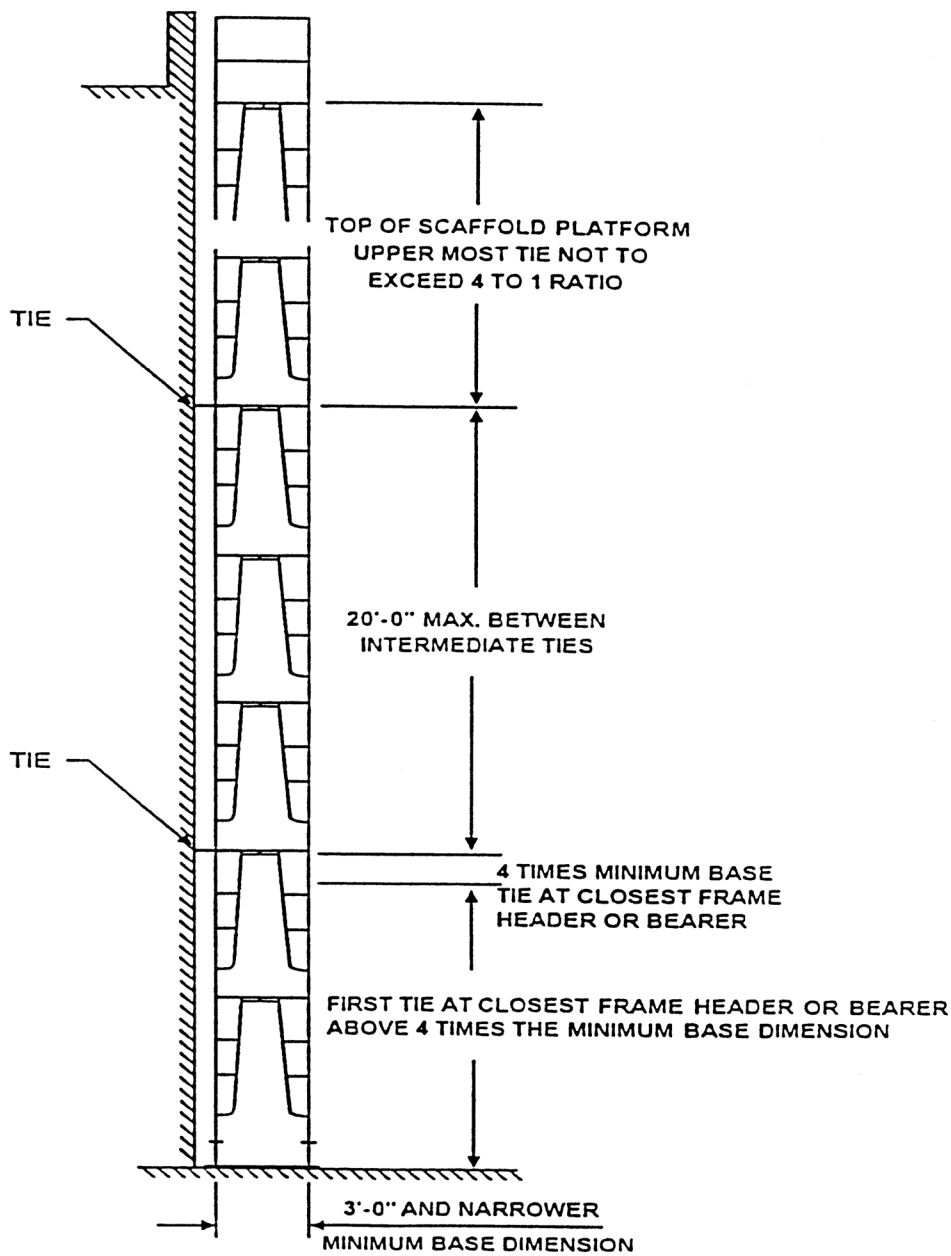 TOP OF SCAFFOLD PLATFORM
UPPER MOST TIE NOT TO
EXCEED 4 TO 1 RATIO
TIE
20'-0" MAX. BETWEEN
INTERMEDIATE TIES
TIE
4 TIMES MINIMUM BASE
TIE AT CLOSEST FRAME
HEADER OR BEARER
FIRST TIE AT CLOSEST FRAME HEADER OR BEARER
ABOVE 4 TIMES THE MINIMUM BASE DIMENSION
3'-0" AND NARROWER
MINIMUM BASE DIMENSION